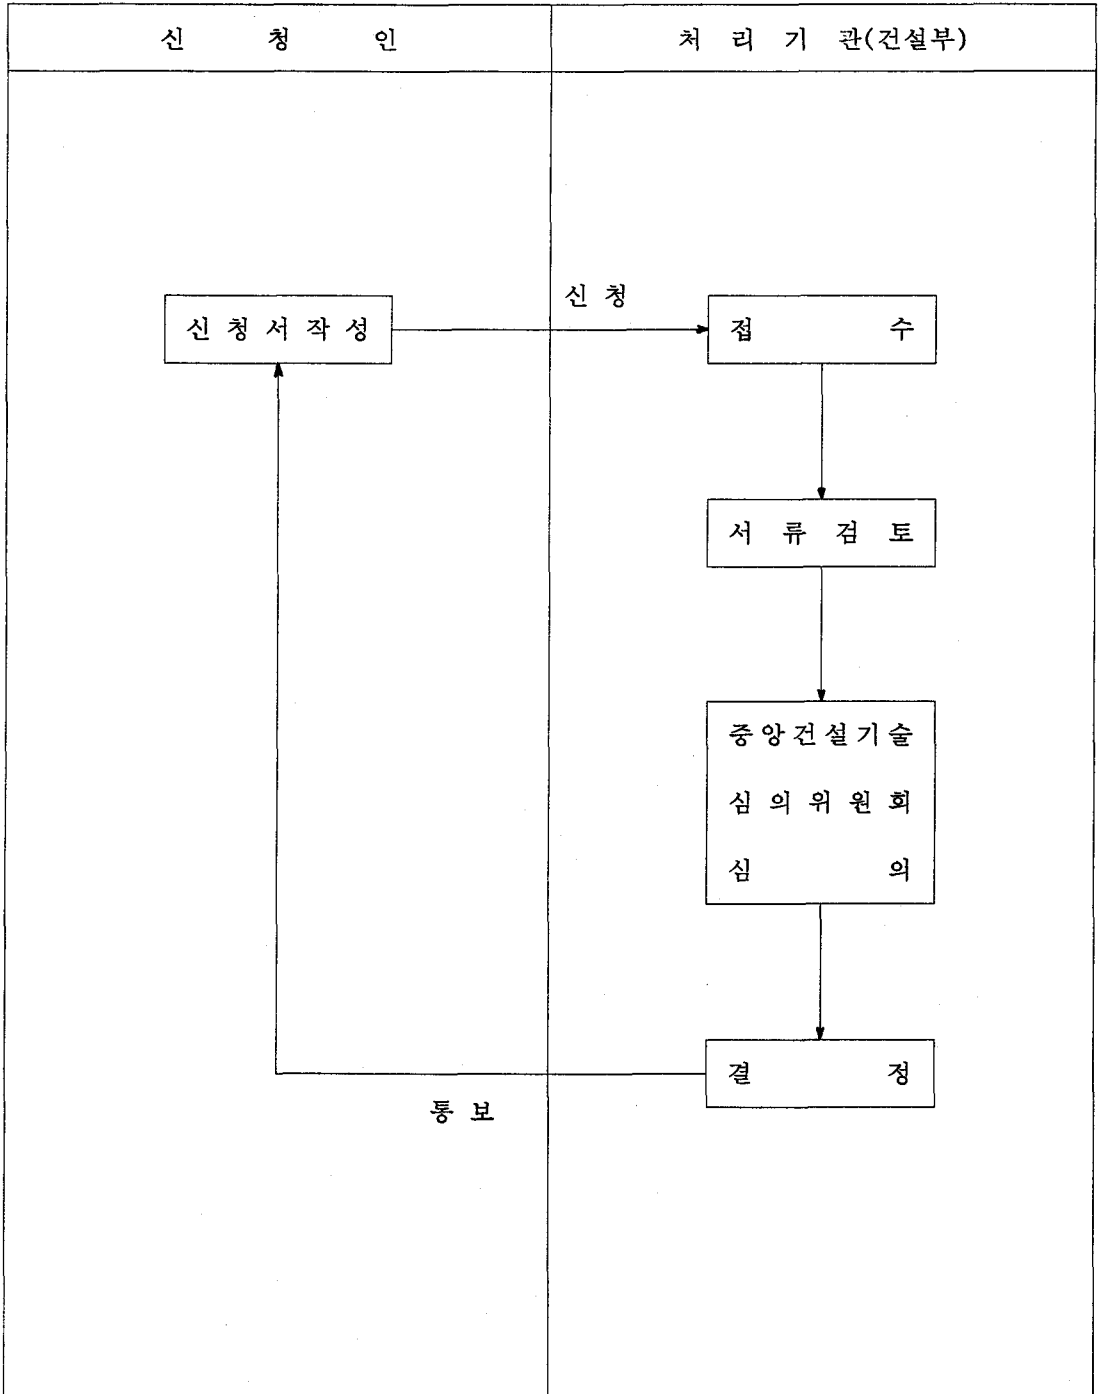 신 청 인
처 리 기 관(건설부)
신 청
신 청 서 작 성
접 수
서 류 검 토
중 앙 건 설 기 술
심 의 위 원 회
심 의
결 정
통 보